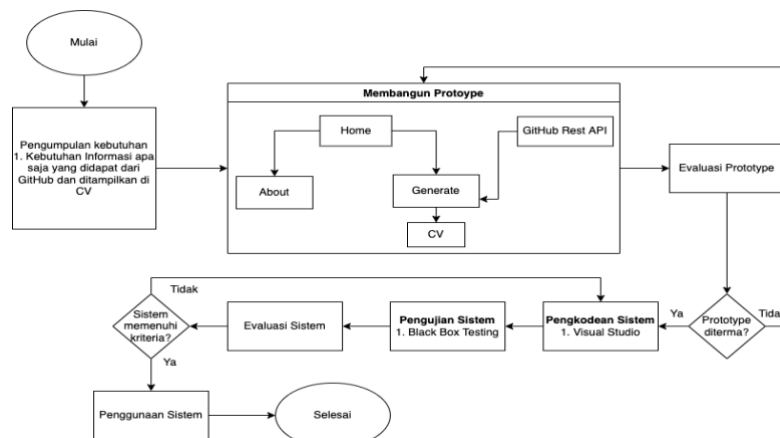 Mulai
Membangun Protoype
Pengumpulan kebutuhan
1. Kebutuhan Informasi apa
saja yang didapat dari
GitHub dan ditampilkan di
CV
Home
GitHub Rest API
About
Generate
CV
Evaluasi Prototype
Tidak
Sistem
memenuhi
kriteria?
Ya
Evaluasi Sistem
Pengujian Sistem
1. Black Box Testing
Pengkodean Sistem
1. Visual Studio
Ya
Prototype
diterma?
Tidak
Penggunaan Sistem
Selesai